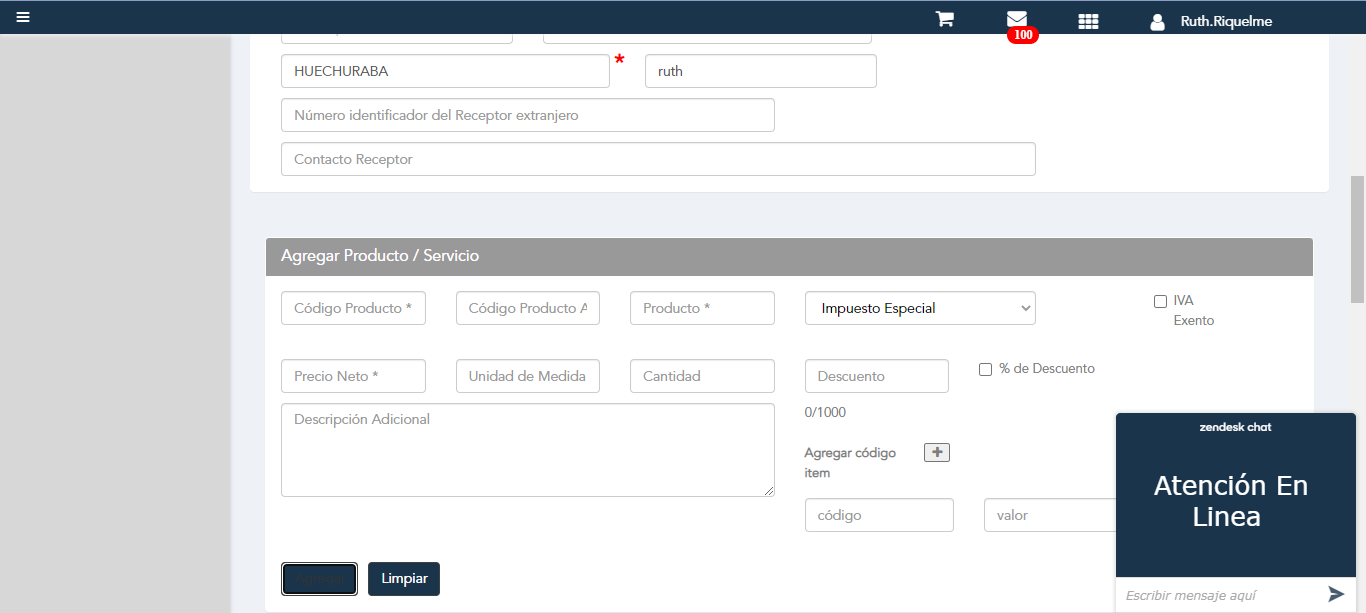 Ruth.Riquelme
100
HUECHURABA * ruth
Número identificador del Receptor extranjero
Contacto Receptor
Agregar Producto / Servicio
Código Producto * Código Producto A Producto * Impuesto Especial IVA
Exento
Precio Neto * Unidad de Medida Cantidad Descuento % de Descuento
Descripción Adicional
0/1000
Agregar código +
item
código valor
Agregar Limpiar
zendesk chat
Atención En
Linea
Escribir mensaje aquí